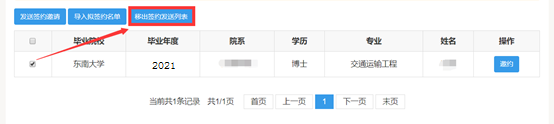 发送签约邀请 导入拟签约名单 移出签约发送列表
毕业院校 毕业年度 院系 学历 专业 姓名 操作
东南大学 2021 博士 交通运输工程 邀约
当前共1条记录 共1/1页 首页 上一页 1 下一页 末页